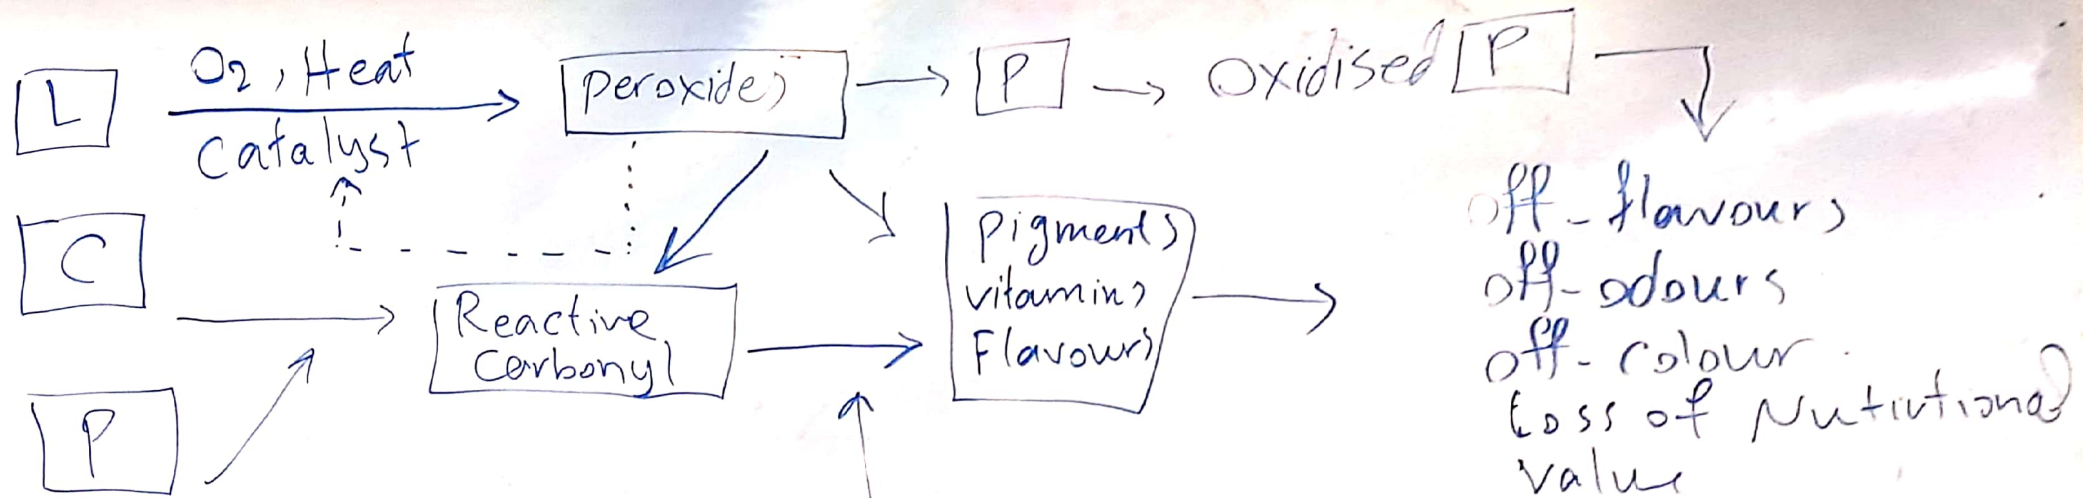 L
O2, Heat
Catalyst
peroxides
P
Oxidised P
C
Reactive
Carbonyl
P
pigments
vitamins
Flavours
off-flavours
off-odours
off-colour
Loss of Nutirtional
value